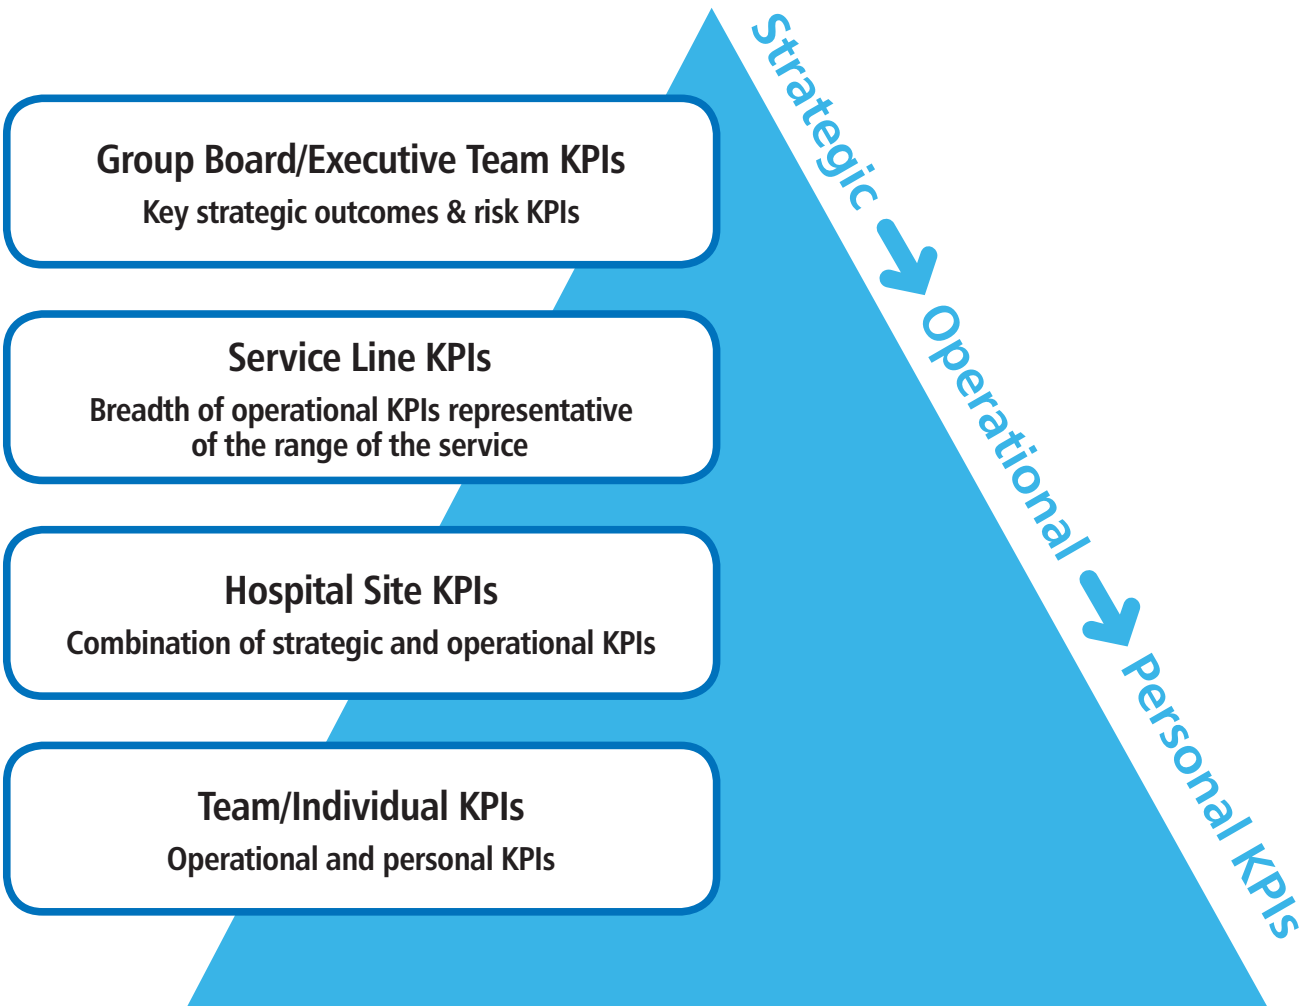 Group Board/Executive Team KPIs
Key strategic outcomes & risk KPIs
Service Line KPIs
Breadth of operational KPIs representative
of the range of the service
Hospital Site KPIs
Combination of strategic and operational KPIs
Team/Individual KPIs
Operational and personal KPIs
Strategic
Operational
Personal KPIs